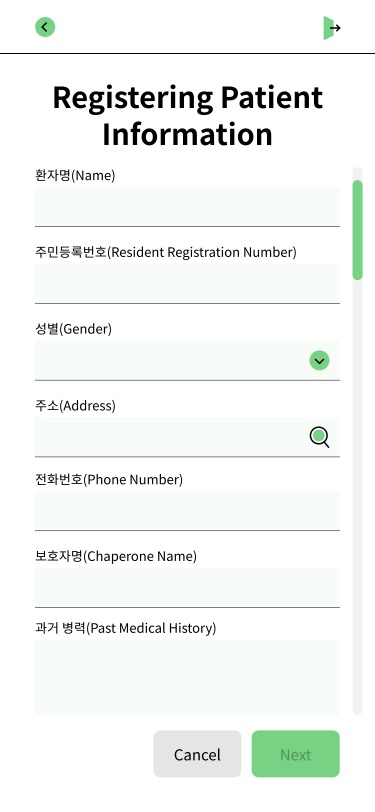 Registering Patient
Information
환자명(Name)
주민등록번호(Resident Registration Number)
성별(Gender)
주소(Address)
전화번호(Phone Number)
보호자명(Chaperone Name)
과거 병력(Past Medical History)
Cancel
Next